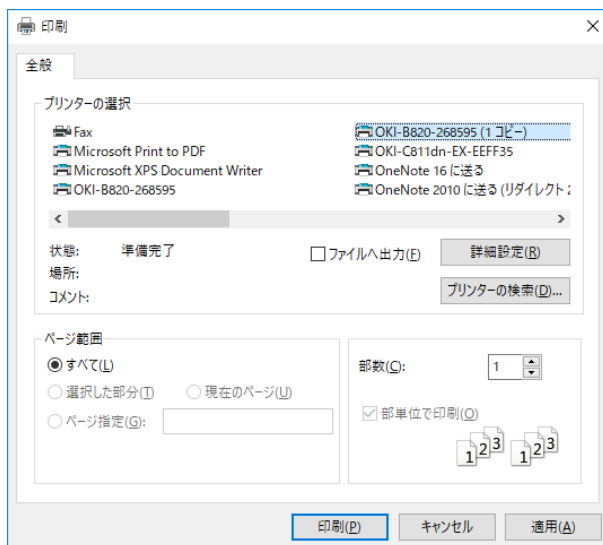 印刷
全般
プリンターの選択
Fax
Microsoft Print to PDF
Microsoft XPS Document Writer
OKI-B820-268595
OKI-B820-268595 (1 コピー)
OKI-C811dn-EX-EEFF35
OneNote 16 に送る
OneNote 2010 に送る (リダイレクト 2
状態: 準備完了
場所:
コメント:
ファイルへ出力(F)
詳細設定(R)
プリンターの検索(D)...
ページ範囲
すべて(L)
選択した部分(T) 現在のページ(U)
ページ指定(G):
部数(C): 1
部単位で印刷(O)
1 2 3 1 2 3
印刷(P) キャンセル 適用(A)